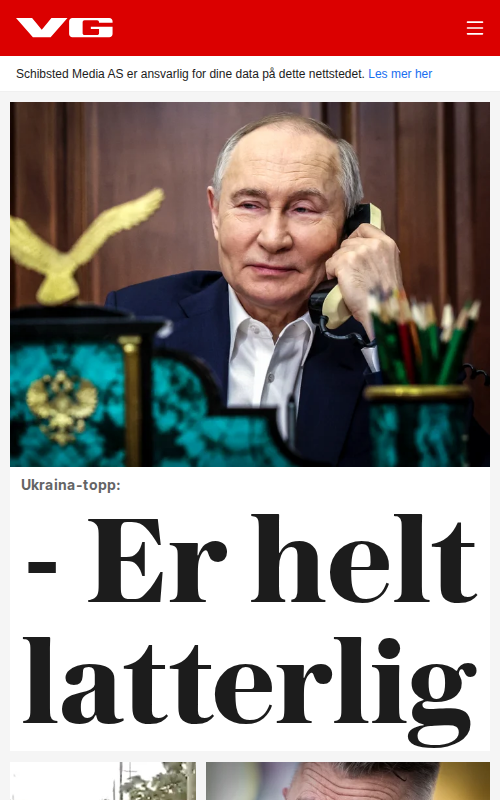 VG
Schibsted Media AS er ansvarlig for dine data på dette nettstedet. Les mer her
Ukraina-topp:
- Er helt
latterlig